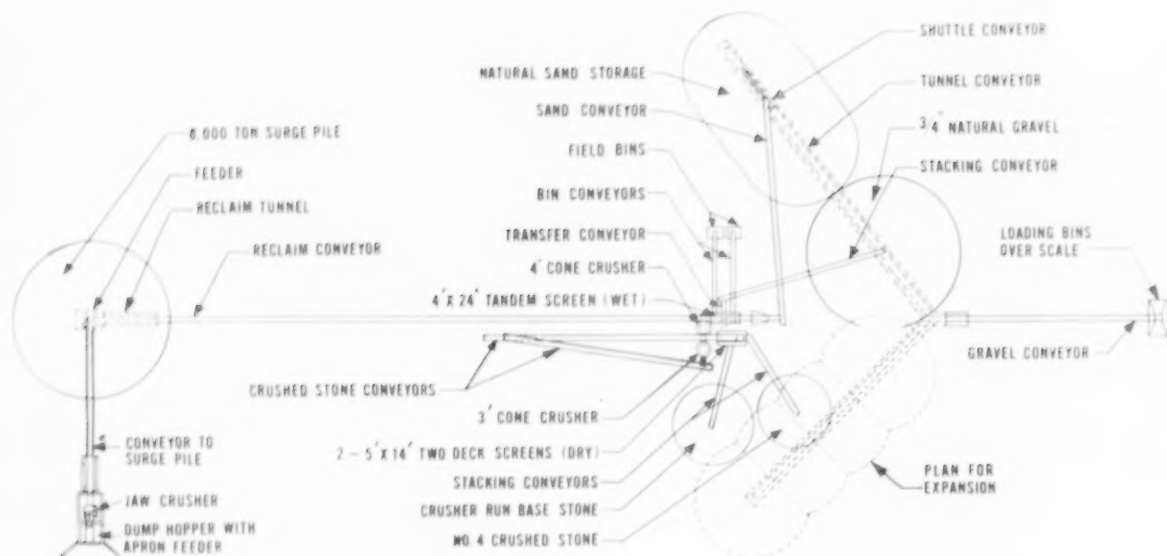 8,000 TON SURGE PILE
FEEDER
RECLAIM TUNNEL
RECLAIM CONVEYOR
CONVEYOR TO
SURGE PILE
JAW CRUSHER
DUMP HOPPER WITH
APRON FEEDER
NATURAL SAND STORAGE
SAND CONVEYOR
FIELD BINS
BIN CONVEYORS
TRANSFER CONVEYOR
4' CONE CRUSHER
4' X 24' TANDEM SCREEN (WET)
CRUSHED STONE CONVEYORS
3' CONE CRUSHER
2 - 5' X 14' TWO DECK SCREENS (DRY)
STACKING CONVEYORS
CRUSHER RUN BASE STONE
NO. 4 CRUSHED STONE
SHUTTLE CONVEYOR
TUNNEL CONVEYOR
3/4" NATURAL GRAVEL
STACKING CONVEYOR
LOADING BINS
OVER SCALE
GRAVEL CONVEYOR
PLAN FOR
EXPANSION